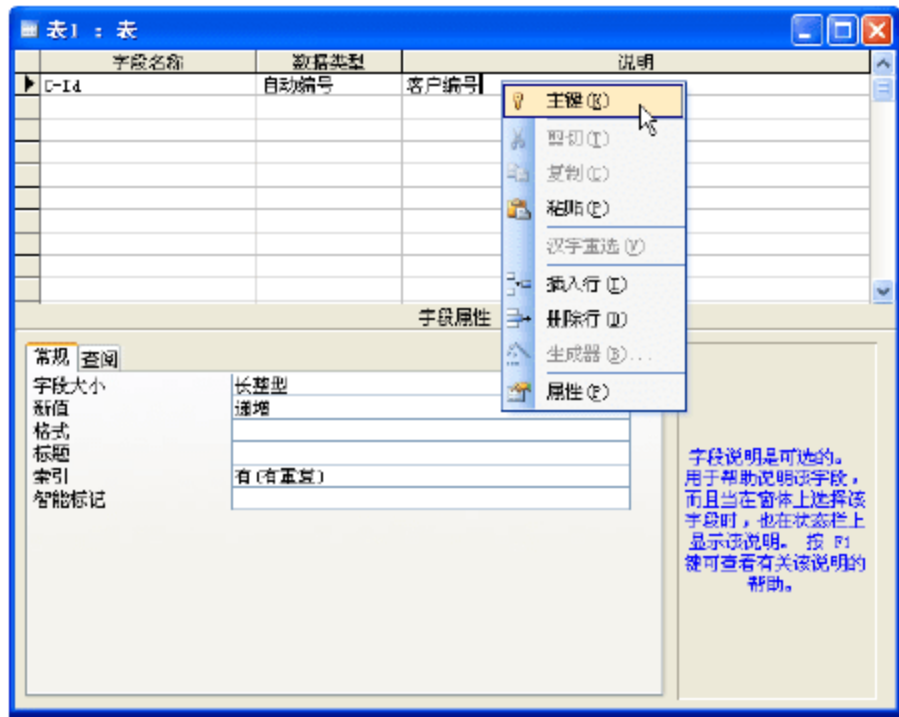 表1 : 表
字段名称 数据类型 说明
C-Id 自动编号 客户编号
主键(K)
剪切(T)
复制(C)
粘贴(P)
汉字重选(V)
插入行(I)
删除行(D)
生成器(B)...
属性(P)
字段属性
常规 查阅
字段大小 长整型
新值 递增
格式
标题
索引 有(有重复)
智能标记
字段说明是可选的。
用于帮助说明该字段，
而且当在窗体上选择该
字段时，也在状态栏上
显示该说明。 按 F1
键可查看有关该说明的
帮助。